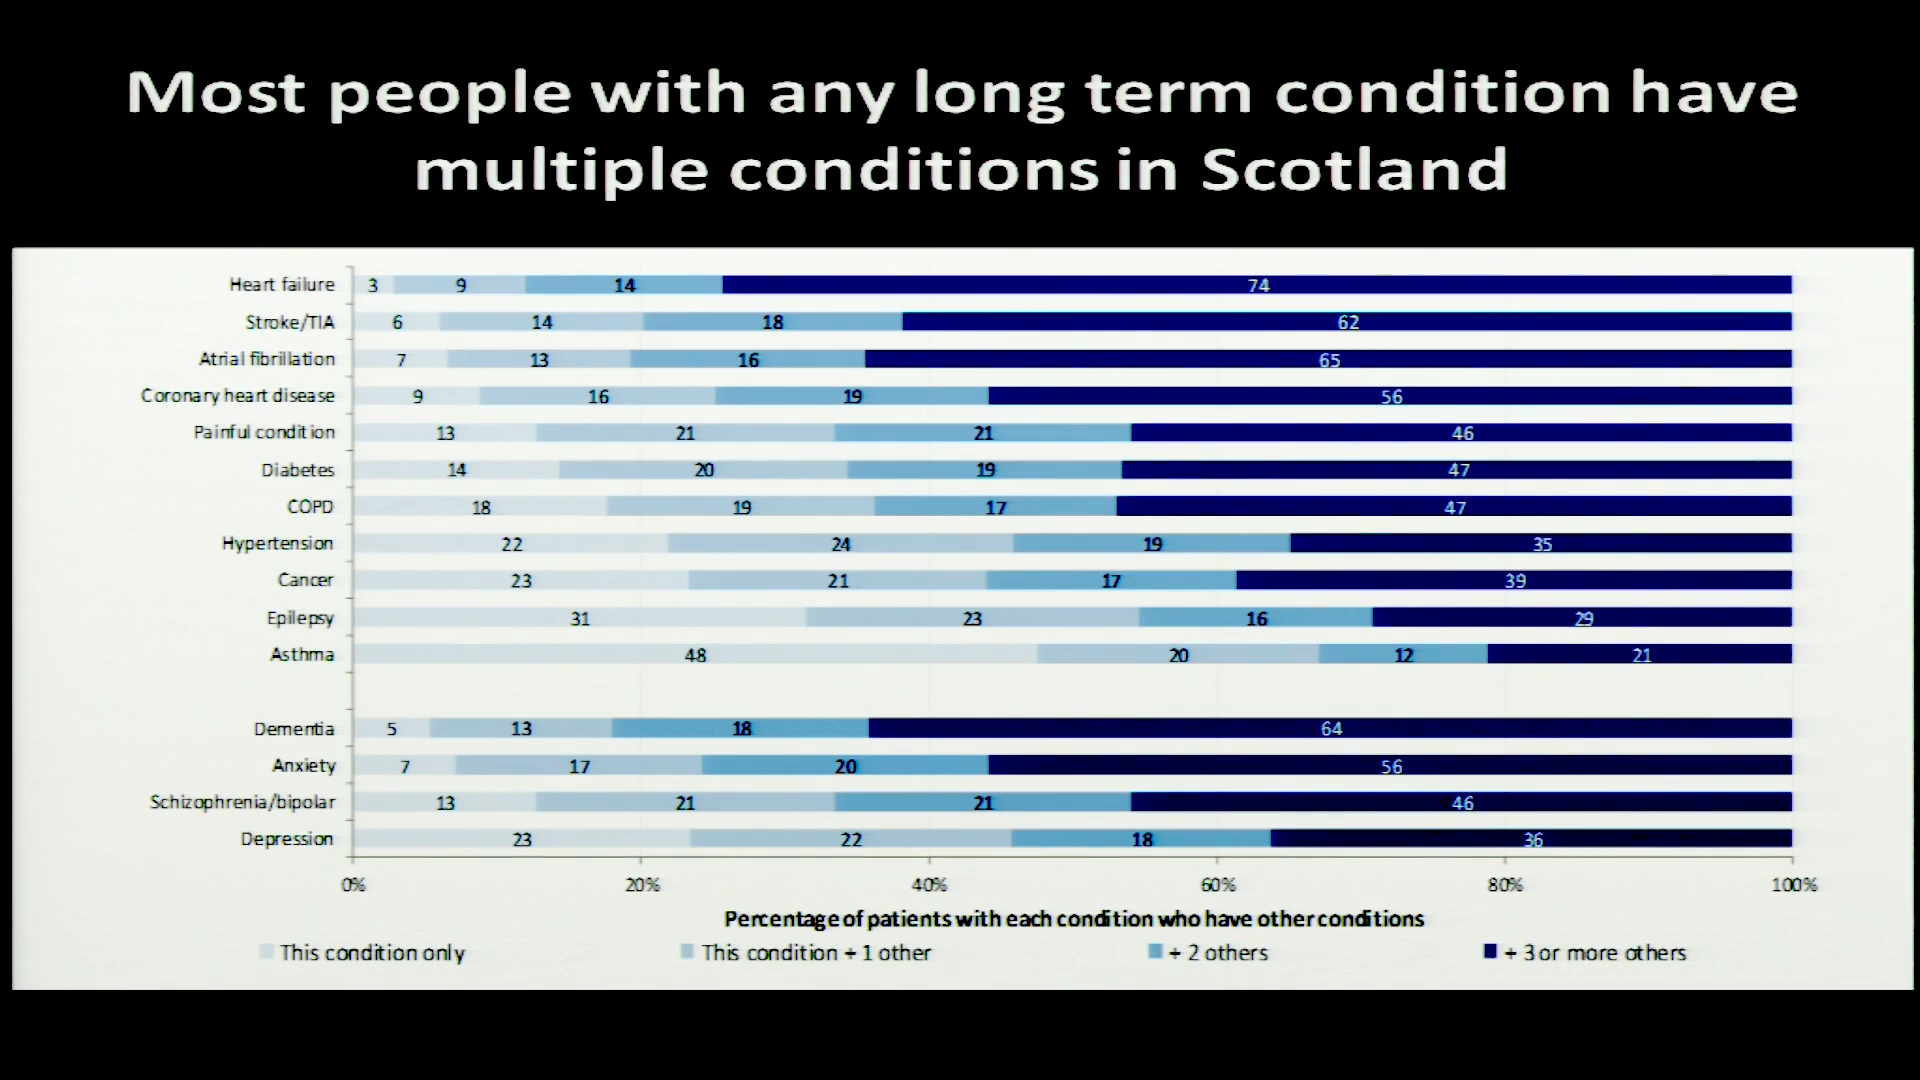 Most people with any long term condition have
multiple conditions in Scotland
Heart failure 3 9 14 74
Stroke/TIA 6 14 18 62
Atrial fibrillation 7 13 16 65
Coronary heart disease 9 16 19 56
Painful condition 13 21 21 46
Diabetes 14 20 19 47
COPD 18 19 17 47
Hypertension 22 24 19 35
Cancer 23 21 17 39
Epilepsy 31 23 16 29
Asthma 48 20 12 21
Dementia 5 13 18 64
Anxiety 7 17 20 56
Schizophrenia/bipolar 13 21 21 46
Depression 23 22 18 36
0% 20% 40% 60% 80% 100%
Percentage of patients with each condition who have other conditions
This condition only This condition + 1 other + 2 others + 3 or more others